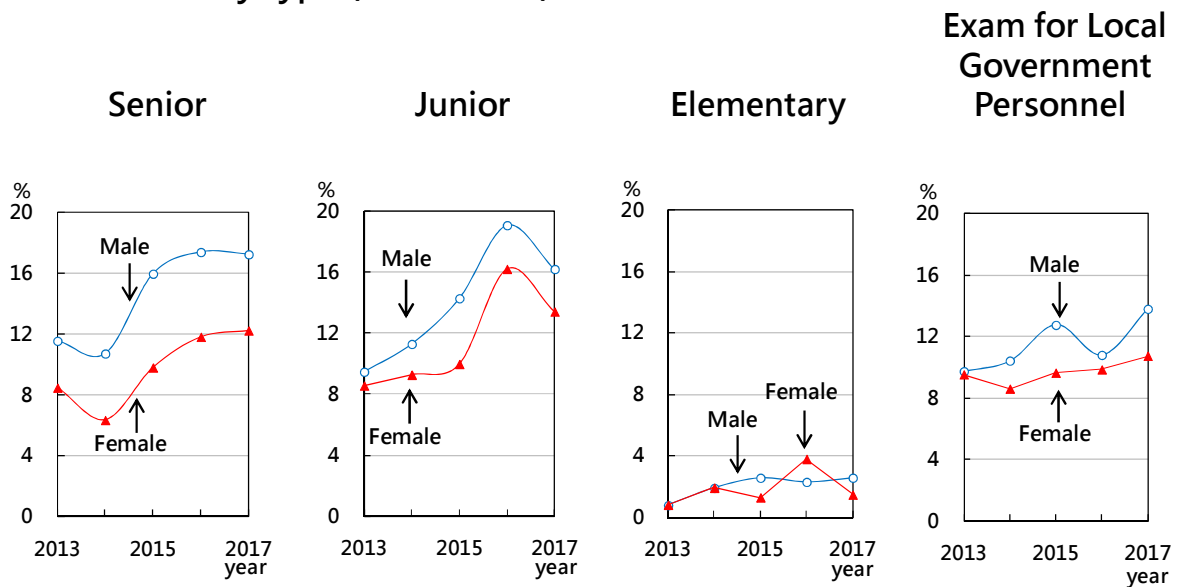 Exam for Local
Government
Personnel
Senior
Junior
Elementary
%
20
16
12
8
4
0
Male
Female
2013
2015
2017
year
%
20
16
12
8
4
0
Male
Female
2013
2015
2017
year
%
20
16
12
8
4
0
Male
Female
2013
2015
2017
year
%
20
16
12
8
4
0
Male
Female
2013
2015
2017
year